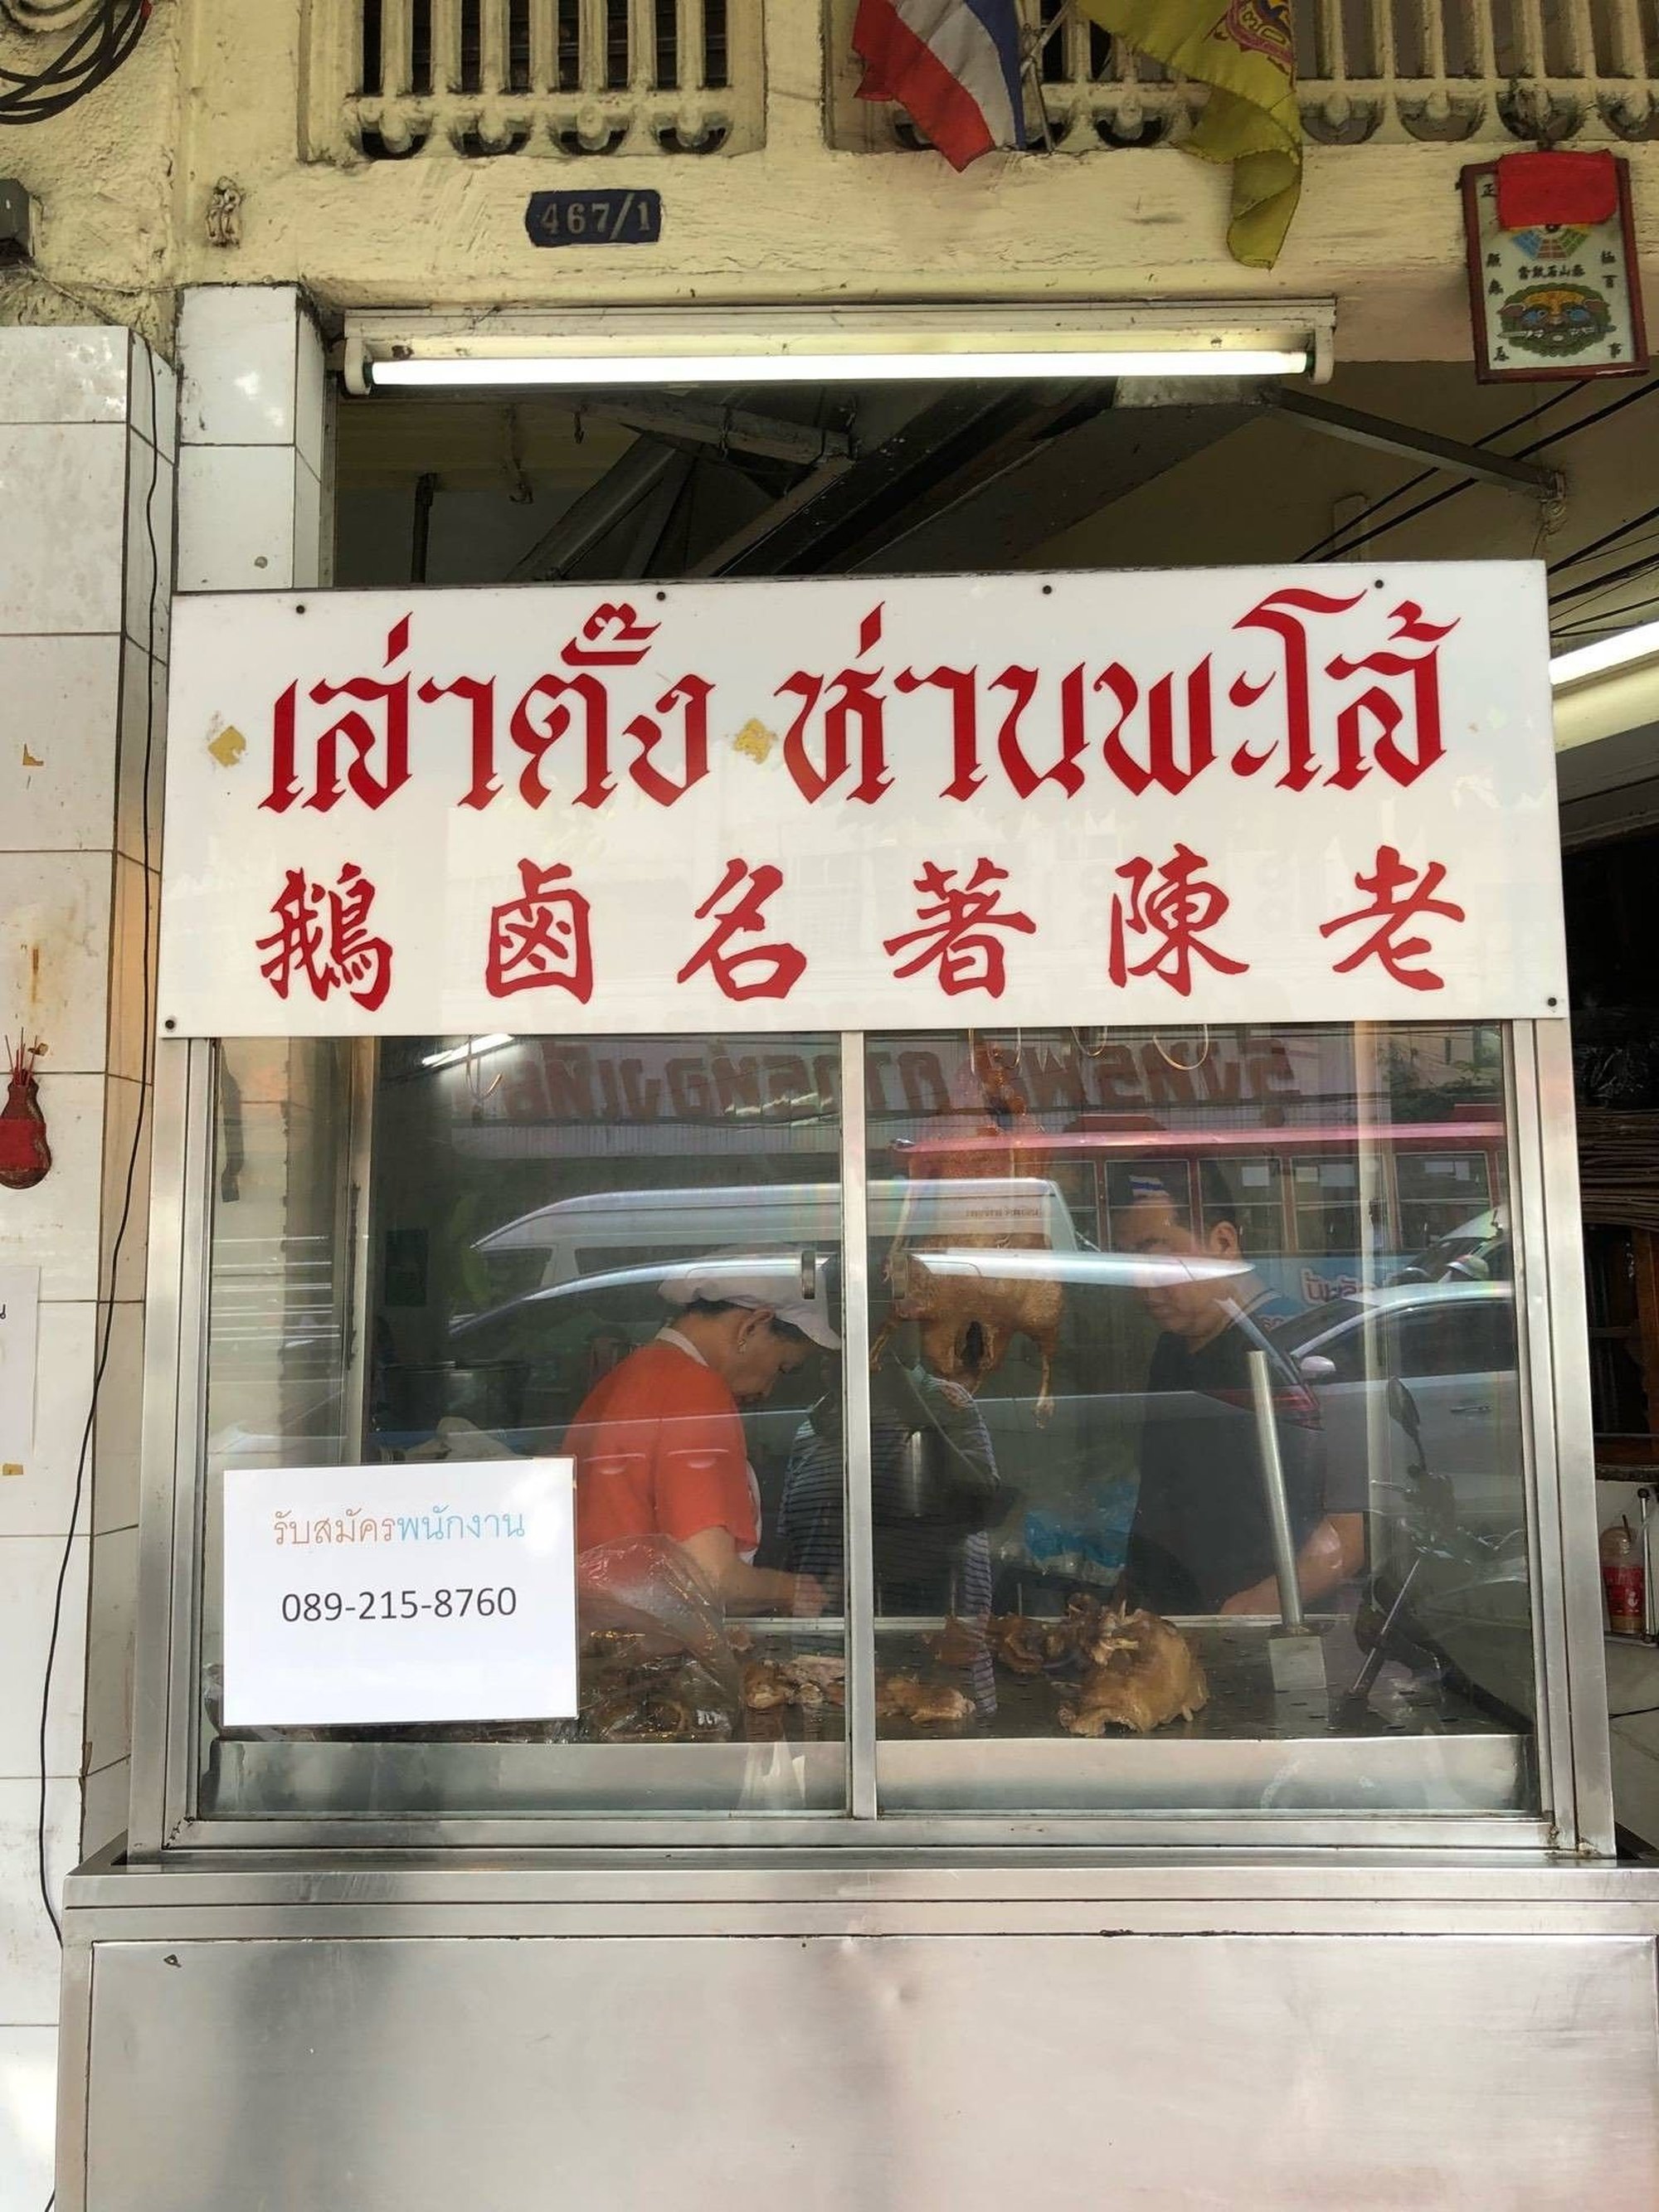 467/1
เล่าตั๊ง ห่านพะโล้
老陳著名鹵鵝
รับสมัครพนักงาน
089-215-8760